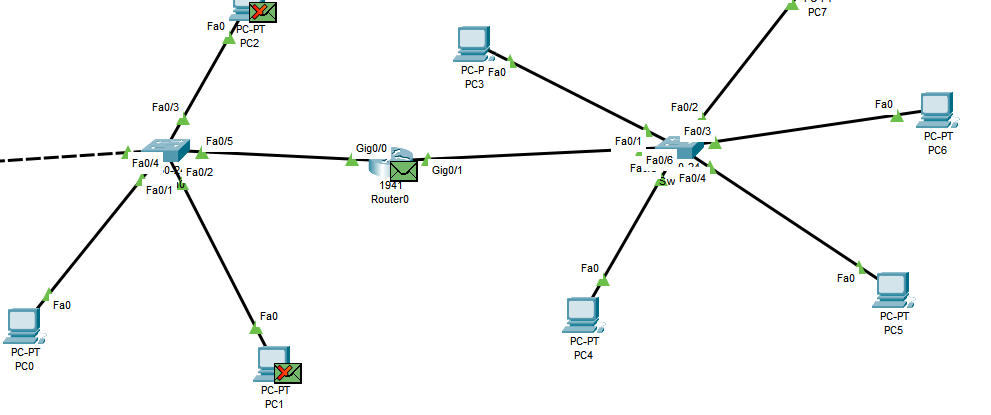 PC7
Fa0
PC-PT
PC2
PC-P
Fa0
PC3
Fa0/3
Fa0/2
Fa0
PC-PT
PC6
Fa0/5
Fa0/4
Fa0/2
Fa0/1
Gig0/0
Gig0/1
1941
Router0
Fa0/1
Fa0/3
Fa0/6
Fa0/4
Sw
Fa0
PC-PT
PC0
Fa0
PC-PT
PC1
Fa0
PC-PT
PC4
Fa0
PC-PT
PC5